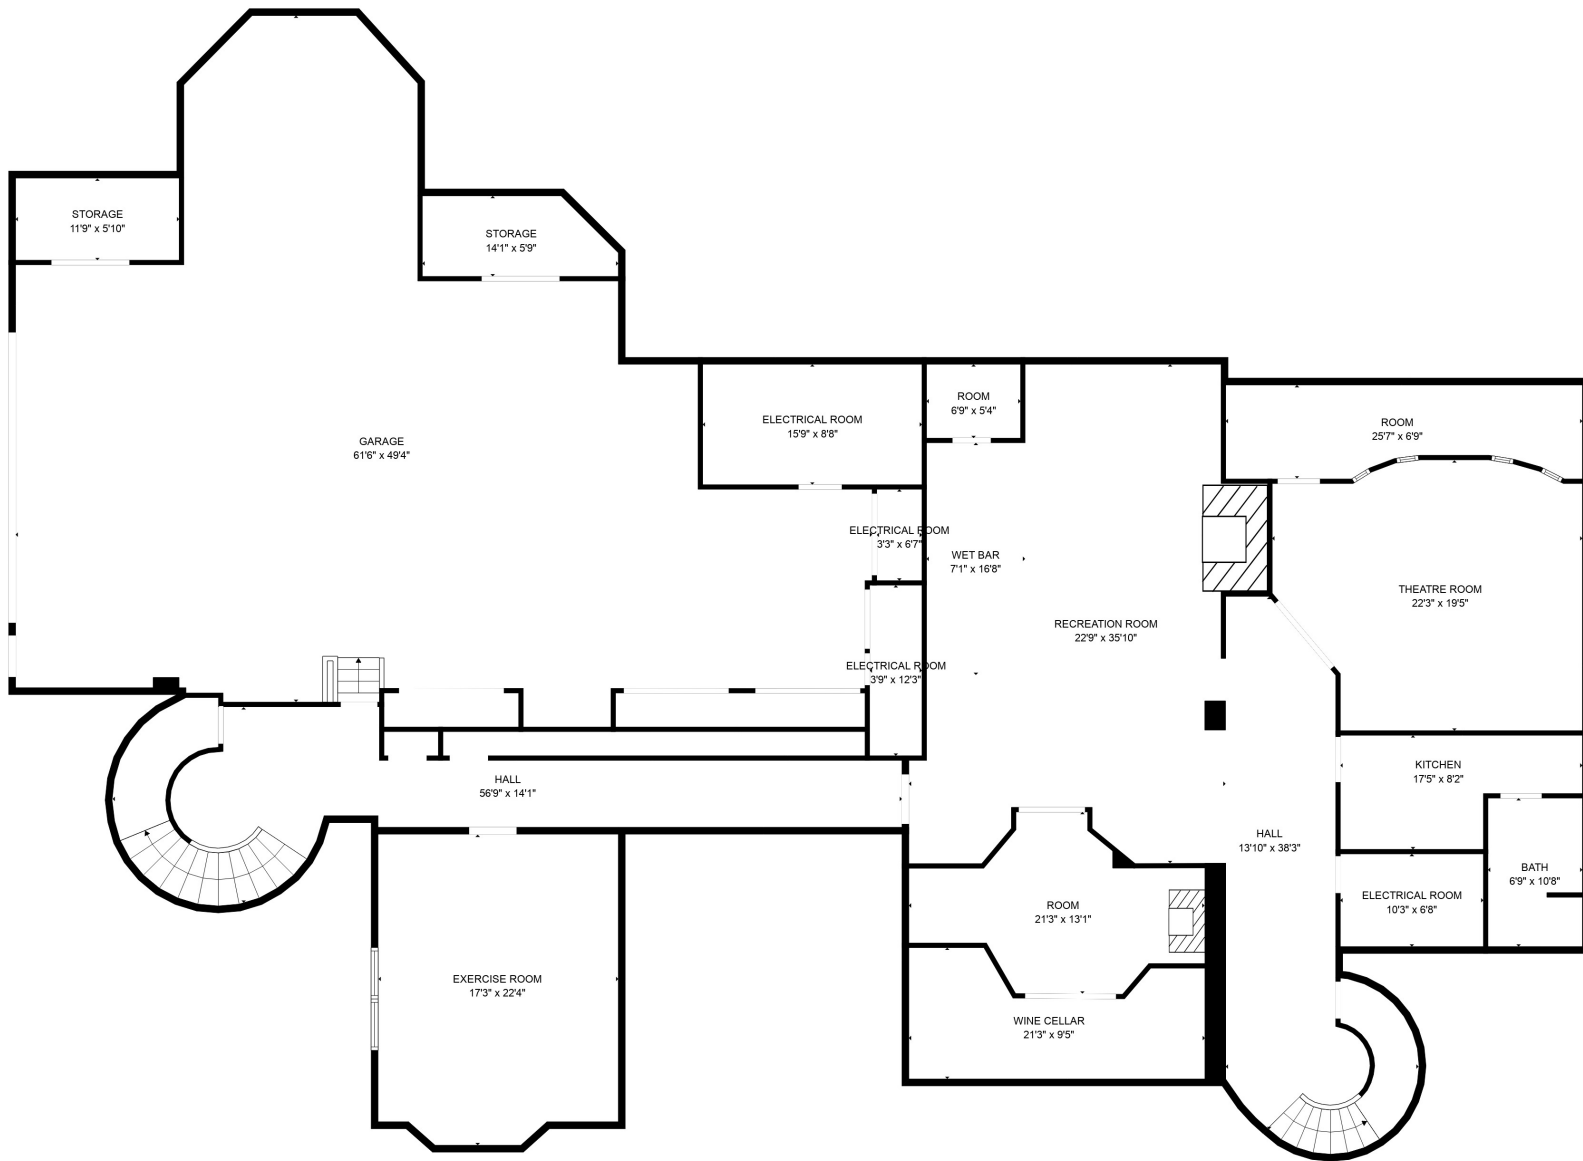 STORAGE
11'9" x 5'10"
STORAGE
14'1" x 5'9"
GARAGE
61'6" x 49'4"
ELECTRICAL ROOM
15'9" x 8'8"
ROOM
6'9" x 5'4"
ROOM
25'7" x 6'9"
ELECTRICAL ROOM
3'3" x 6'7"
WET BAR
7'1" x 16'8"
THEATRE ROOM
22'3" x 19'5"
RECREATION ROOM
22'9" x 35'10"
ELECTRICAL ROOM
3'9" x 12'3"
HALL
56'9" x 14'1"
KITCHEN
17'5" x 8'2"
HALL
13'10" x 38'3"
BATH
6'9" x 10'8"
ELECTRICAL ROOM
10'3" x 6'8"
ROOM
21'3" x 13'1"
EXERCISE ROOM
17'3" x 22'4"
WINE CELLAR
21'3" x 9'5"